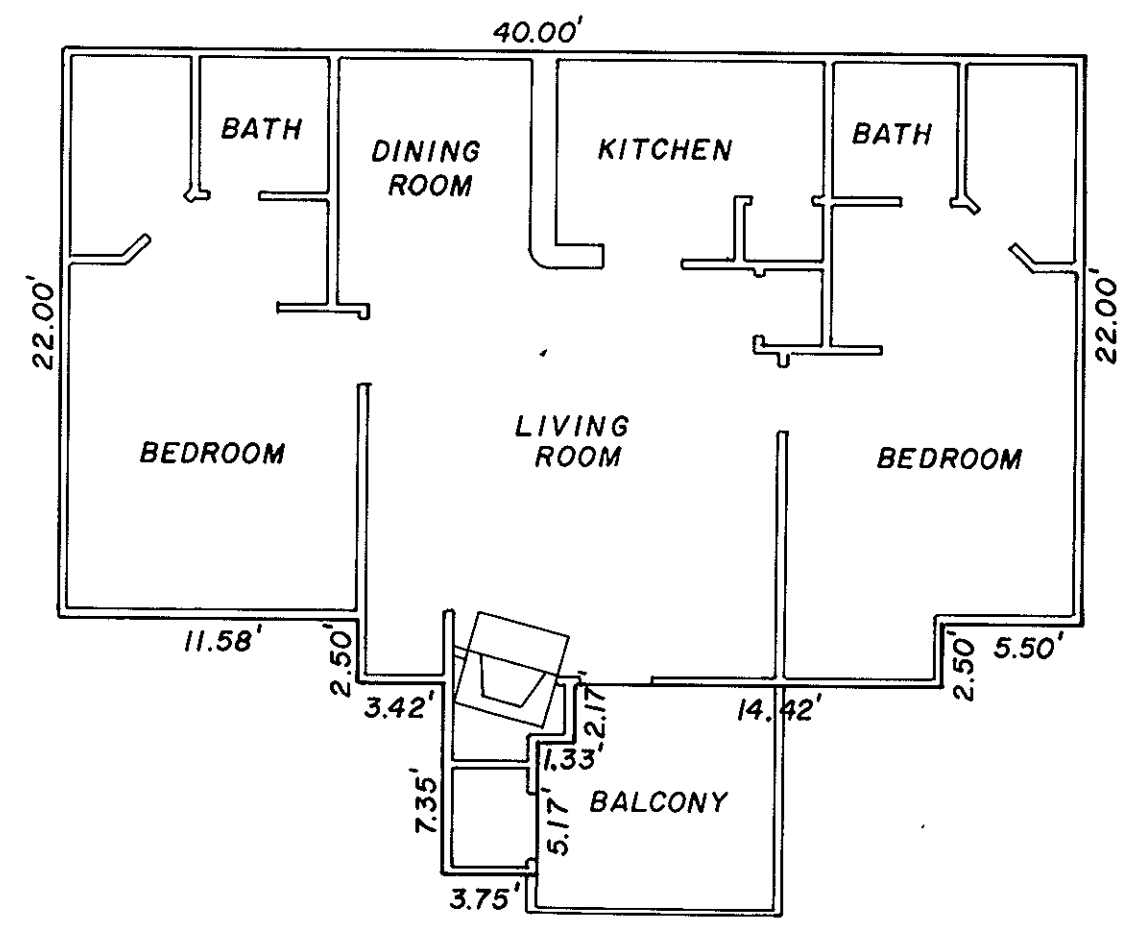 40.00'
BATH
DINING
ROOM
KITCHEN
BATH
22.00'
22.00'
LIVING
ROOM
BEDROOM
BEDROOM
11.58'
2.50'
3.42'
2.17'
14.42'
2.50'
5.50'
1.33'
7.35'
5.17'
BALCONY
3.75'